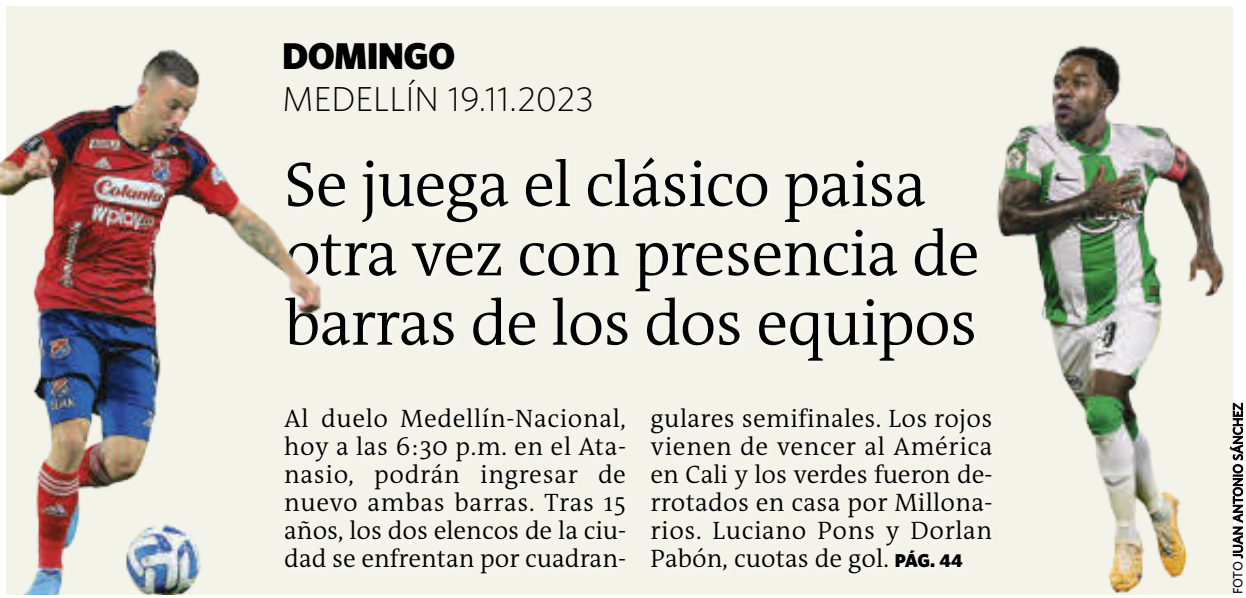 DOMINGO
MEDELLÍN 19.11.2023
Se juega el clásico paisa
otra vez con presencia de
barras de los dos equipos
Al duelo Medellín-Nacional,
hoy a las 6:30 p.m. en el Ata-
nasio, podrán ingresar de
nuevo ambas barras. Tras 15
años, los dos elencos de la ciu-
dad se enfrentan por cuadran-
gulares semifinales. Los rojos
vienen de vencer al América
en Cali y los verdes fueron de-
rrotados en casa por Millona-
rios. Luciano Pons y Dorlan
Pabón, cuotas de gol. PÁG. 44
FOTO JUAN ANTONIO SÁNCHEZ
Colanta
wplay.co